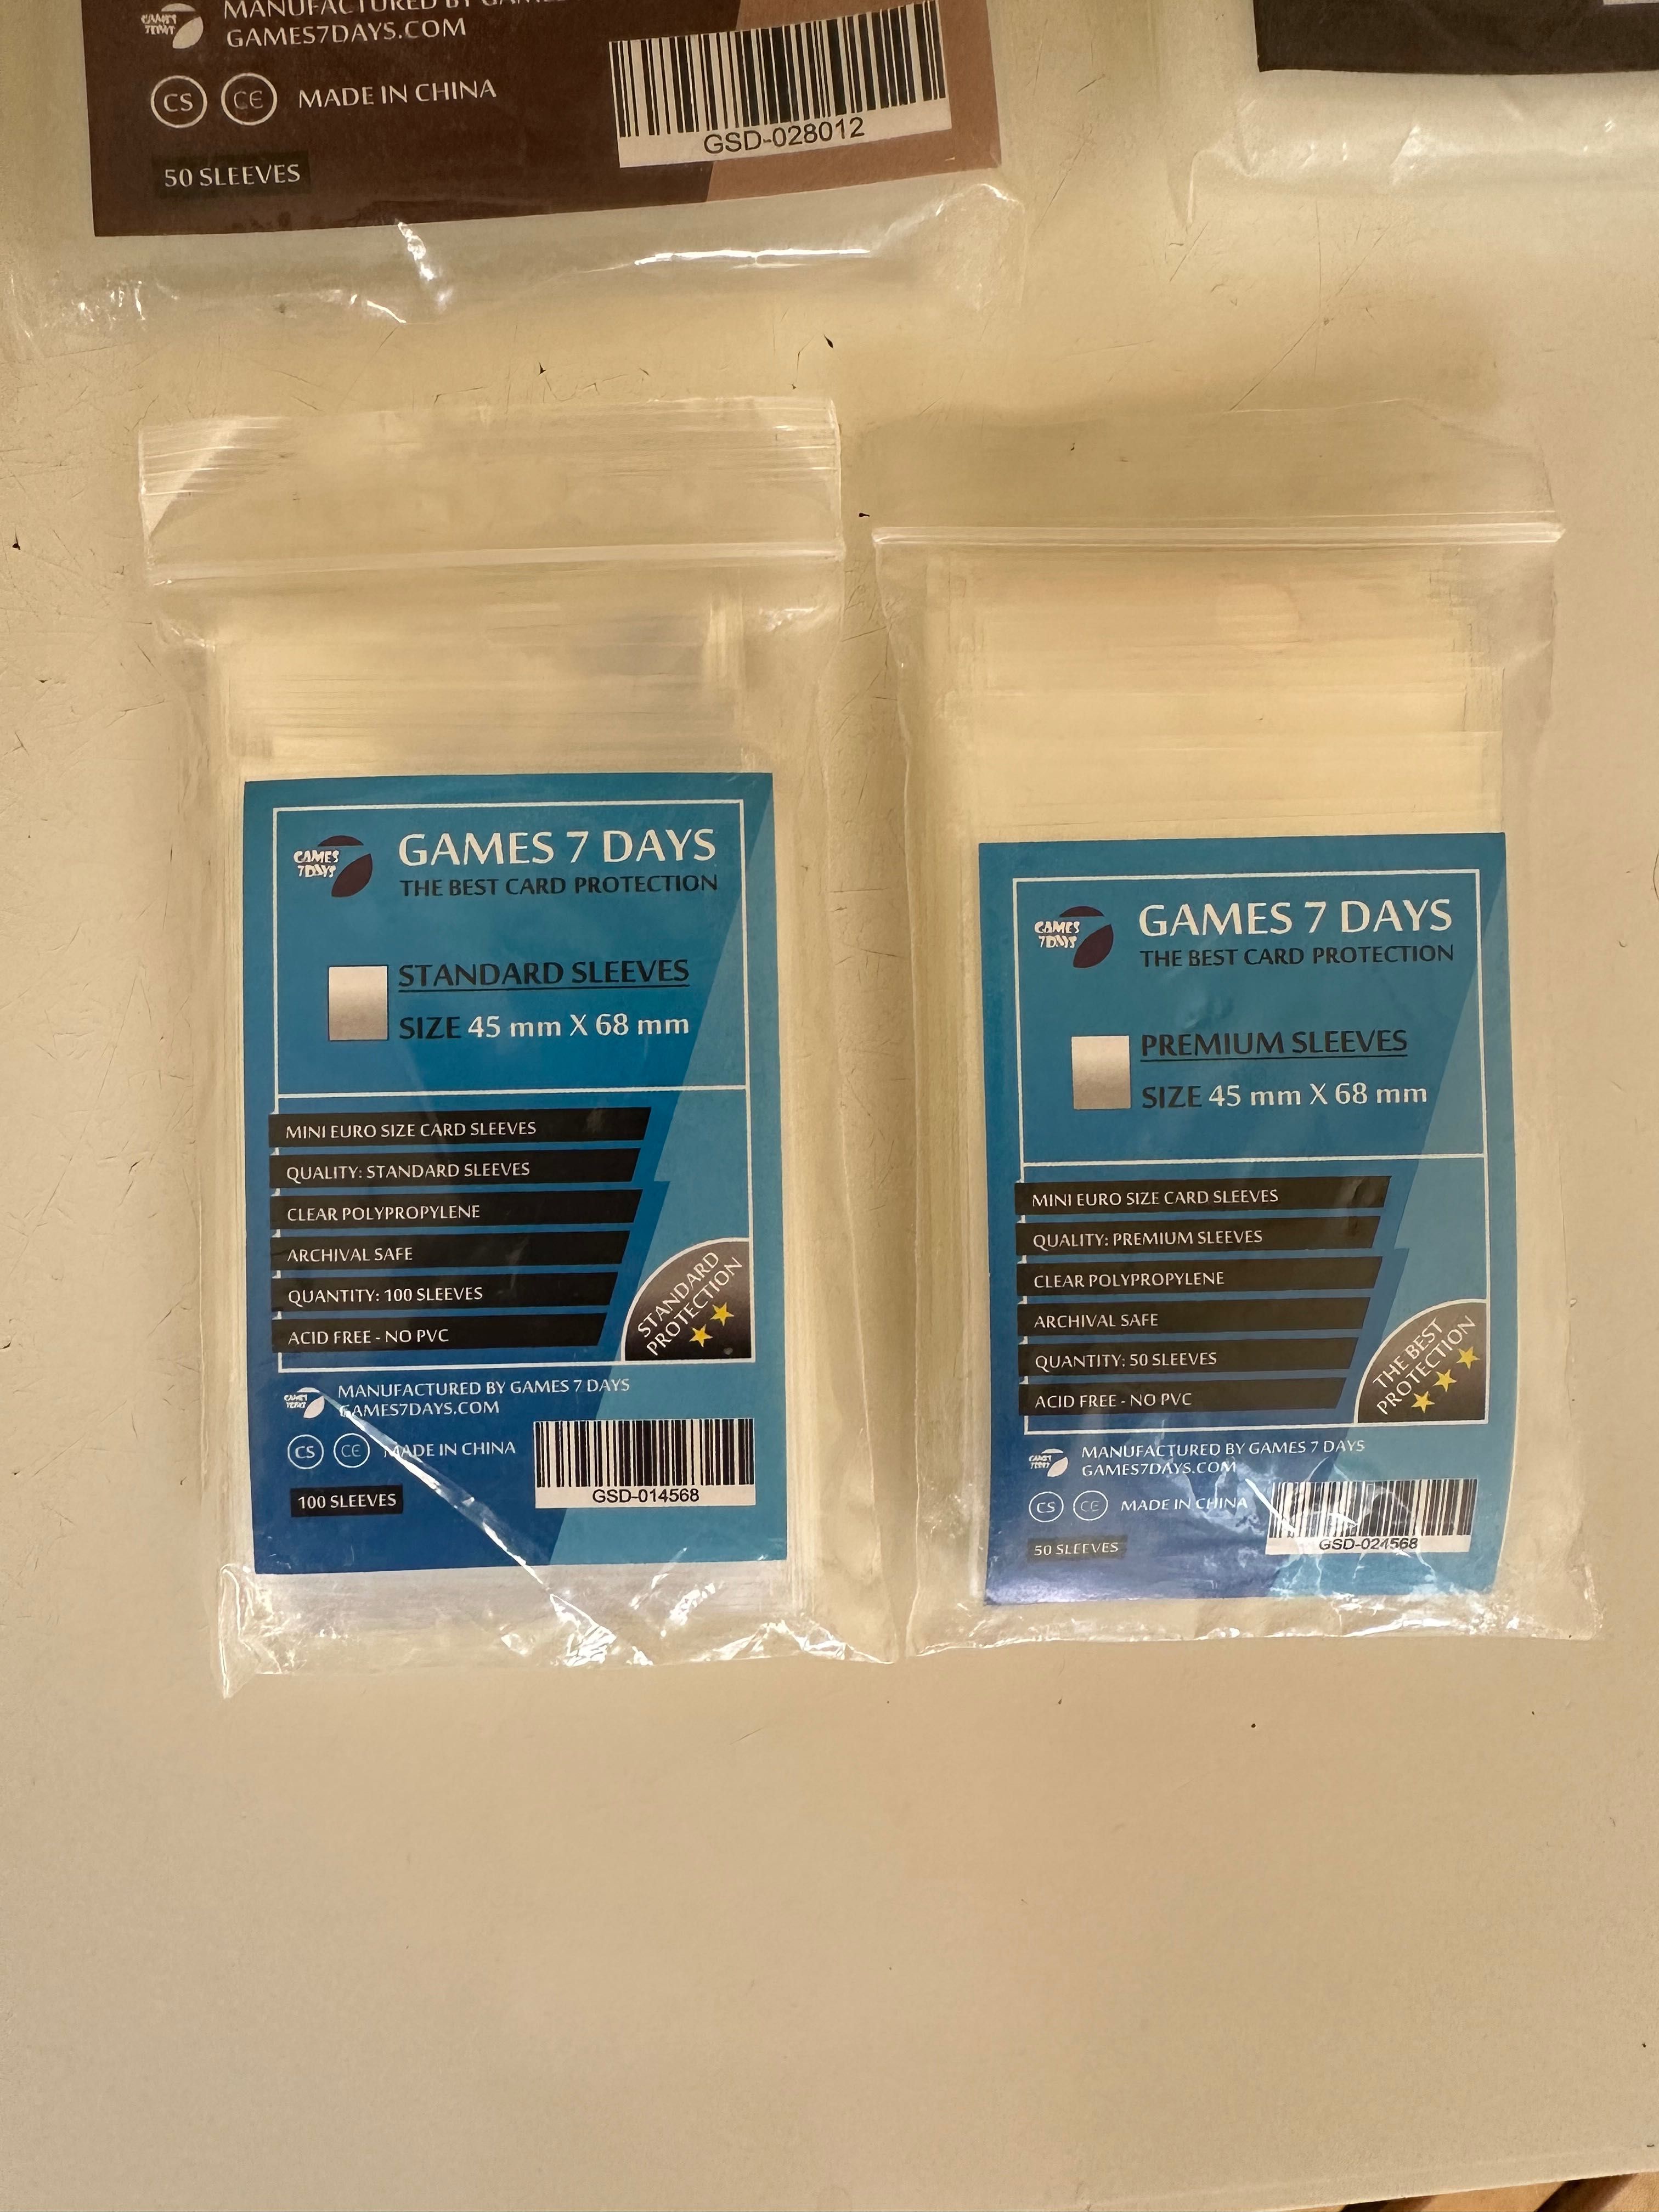 MANUFACTURED BY
GAMES7DAYS.COM
CS CE MADE IN CHINA
50 SLEEVES
GSD-028012
GAMES 7 DAYS
GAMES 7 DAYS
THE BEST CARD PROTECTION
STANDARD SLEEVES
SIZE 45 mm X 68 mm
MINI EURO SIZE CARD SLEEVES
QUALITY: STANDARD SLEEVES
CLEAR POLYPROPYLENE
ARCHIVAL SAFE
QUANTITY: 100 SLEEVES
ACID FREE - NO PVC
STANDARD
PROTECTION
MANUFACTURED BY GAMES 7 DAYS
GAMES7DAYS.COM
CS CE MADE IN CHINA
100 SLEEVES
GSD-014568
GAMES 7 DAYS
GAMES 7 DAYS
THE BEST CARD PROTECTION
PREMIUM SLEEVES
SIZE 45 mm X 68 mm
MINI EURO SIZE CARD SLEEVES
QUALITY: PREMIUM SLEEVES
CLEAR POLYPROPYLENE
ARCHIVAL SAFE
QUANTITY: 50 SLEEVES
ACID FREE - NO PVC
THE BEST
PROTECTION
MANUFACTURED BY GAMES 7 DAYS
GAMES7DAYS.COM
CS CE MADE IN CHINA
50 SLEEVES
GSD-024568